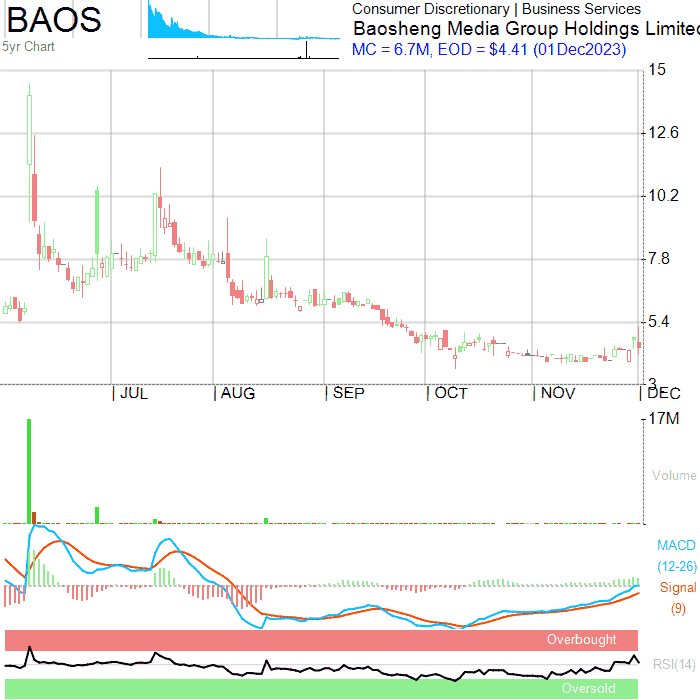 BAOS
5yr Chart
Consumer Discretionary | Business Services
Baosheng Media Group Holdings Limited
MC = 6.7M, EOD = $4.41 (01Dec2023)
15
12.6
10.2
7.8
5.4
3
JUL
AUG
SEP
OCT
NOV
DEC
17M
Volume
MACD
(12-26)
Signal
(9)
Overbought
RSI(14)
Oversold